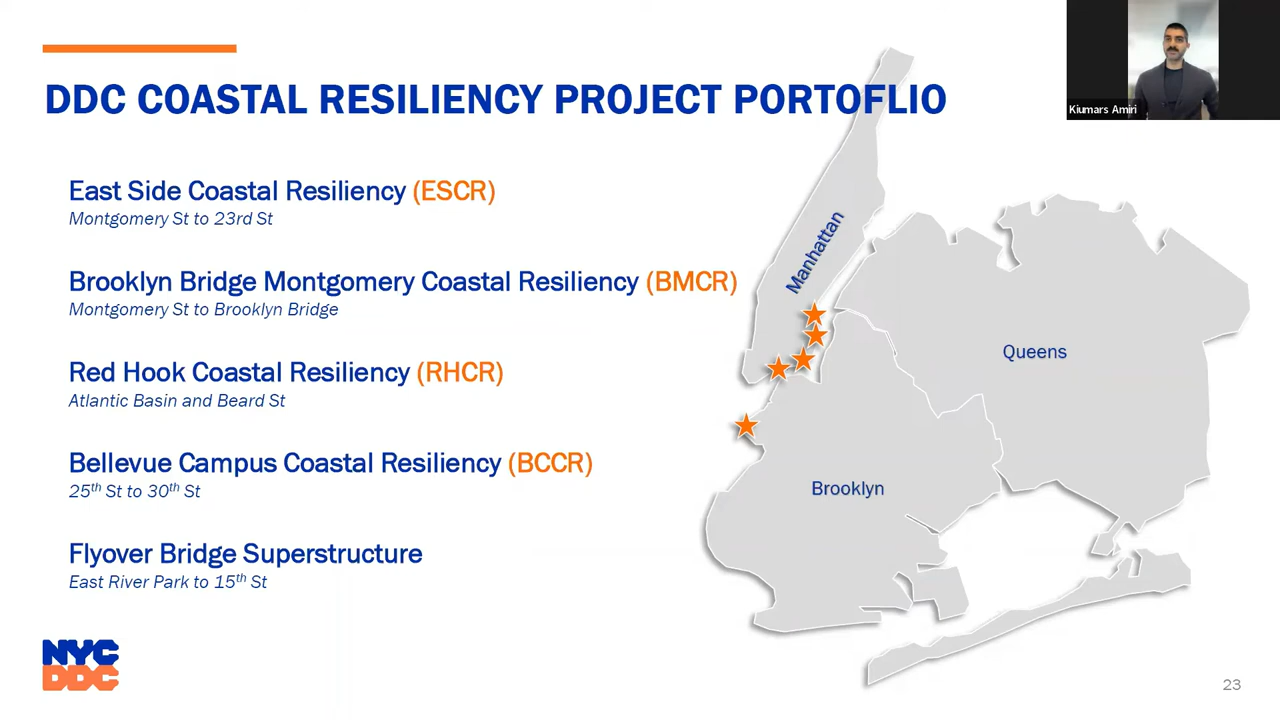 DDC COASTAL RESILIENCY PROJECT PORTOFLIO
Kiumars Amiri
East Side Coastal Resiliency (ESCR)
Montgomery St to 23rd St
Brooklyn Bridge Montgomery Coastal Resiliency (BMCR)
Montgomery St to Brooklyn Bridge
Red Hook Coastal Resiliency (RHCR)
Atlantic Basin and Beard St
Bellevue Campus Coastal Resiliency (BCCR)
25th St to 30th St
Flyover Bridge Superstructure
East River Park to 15th St
Manhattan
Queens
Brooklyn
NYC
DDC
23